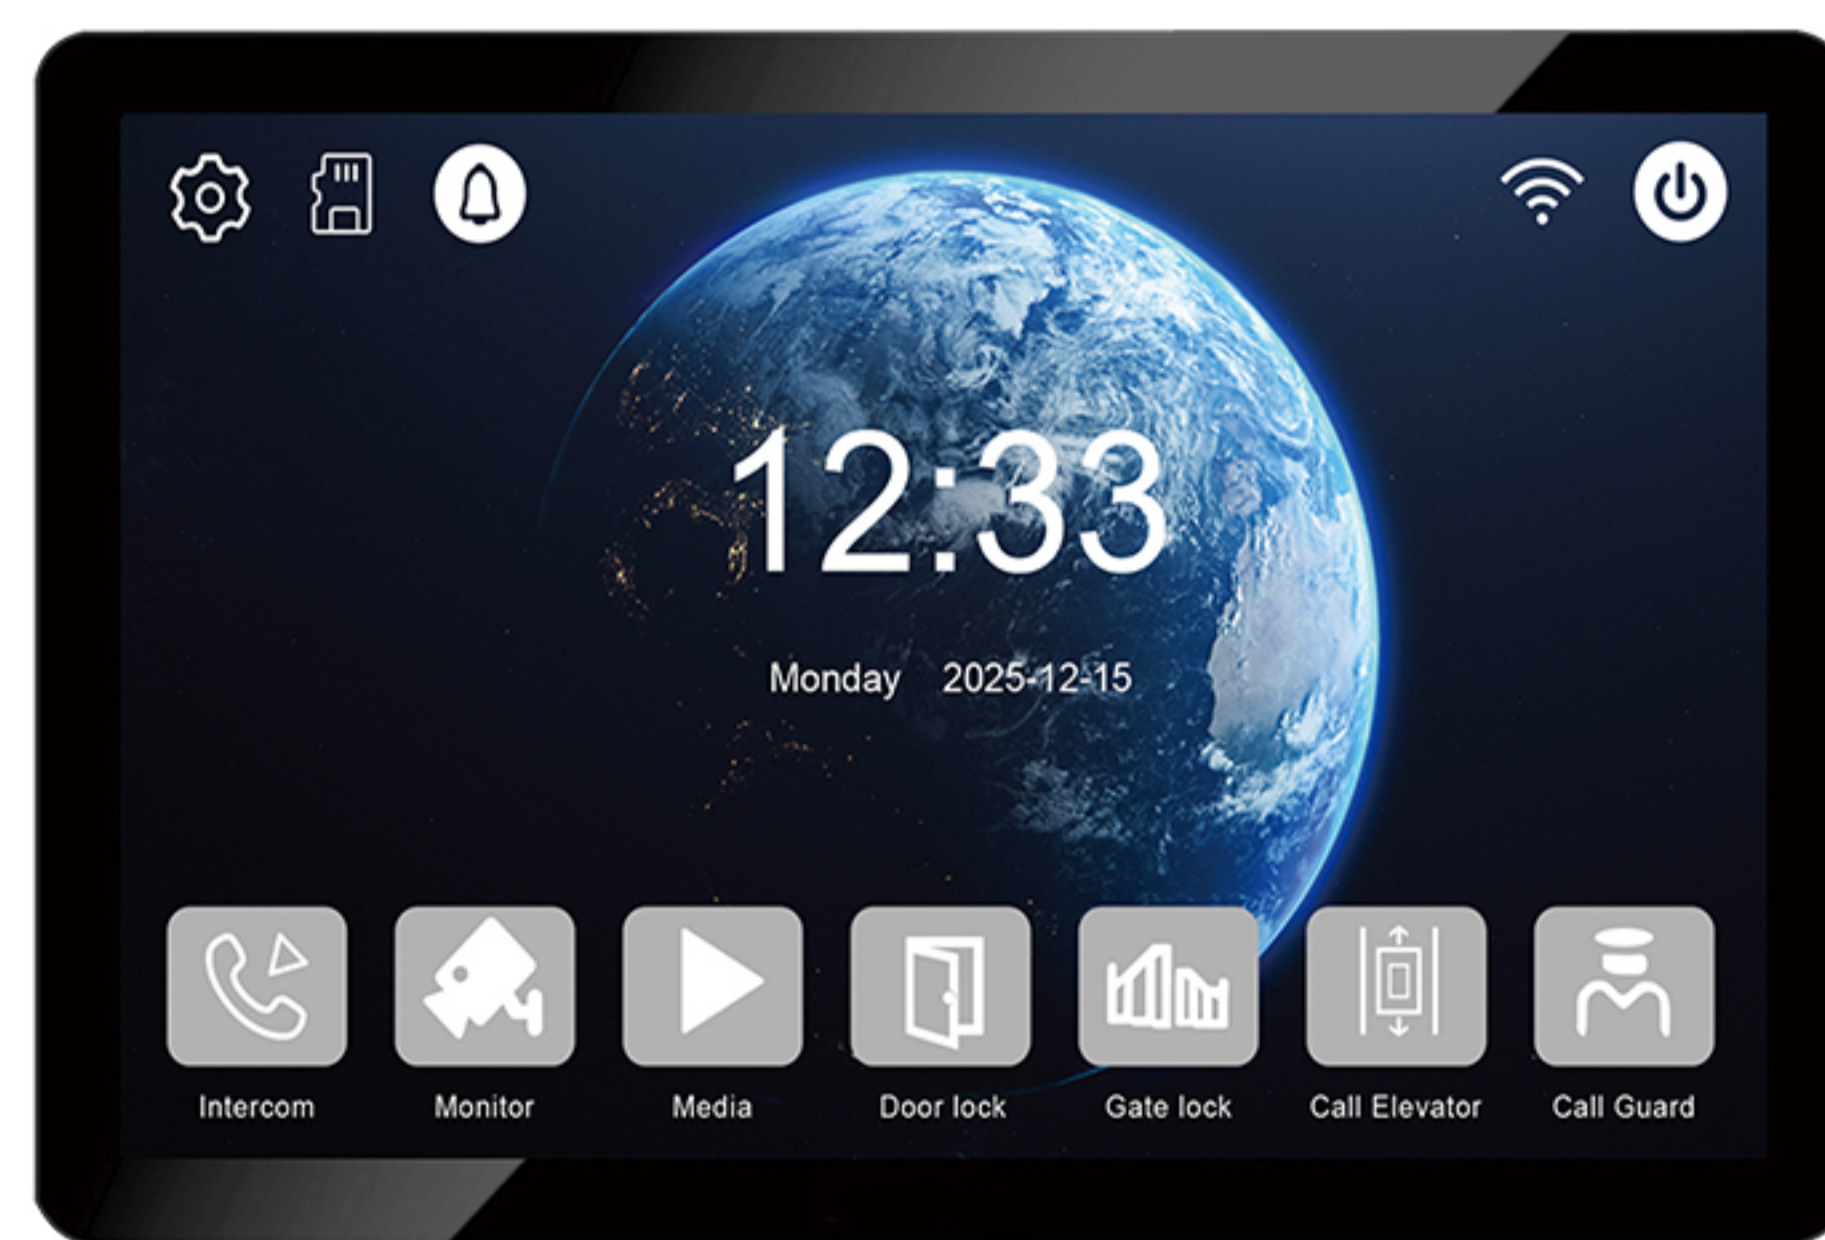 12:33
Monday 2025-12-15
Intercom Monitor Media Door lock Gate lock Call Elevator Call Guard